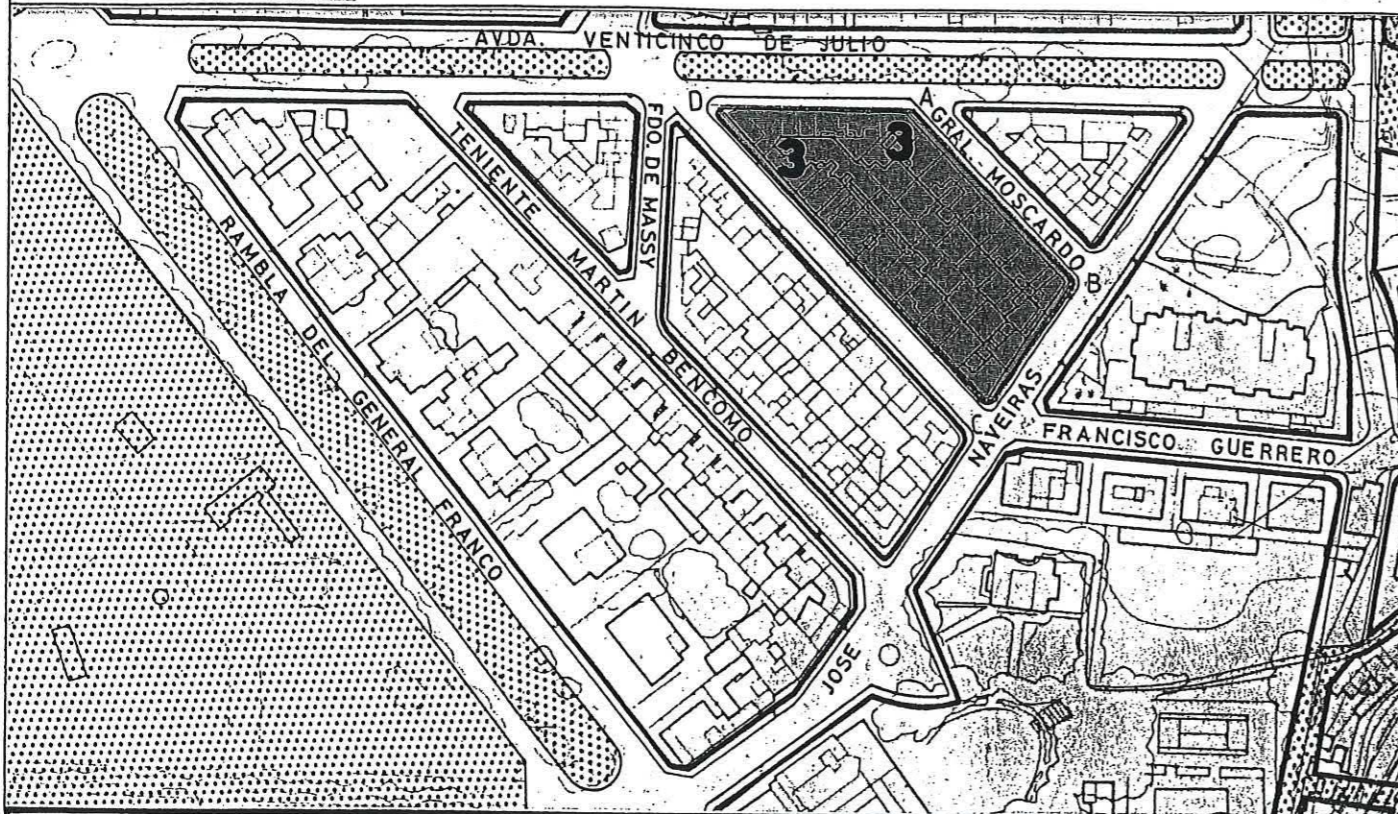 AVDA. VENTICINCO DE JULIO
D
A
GRAL. MOSCARDO
B
C
3
3
FDO. DE MASSY
TENIENTE MARTIN BENCOMO
RAMBLA DEL GENERAL FRANCO
JOSE NAVEIRAS
FRANCISCO GUERRERO